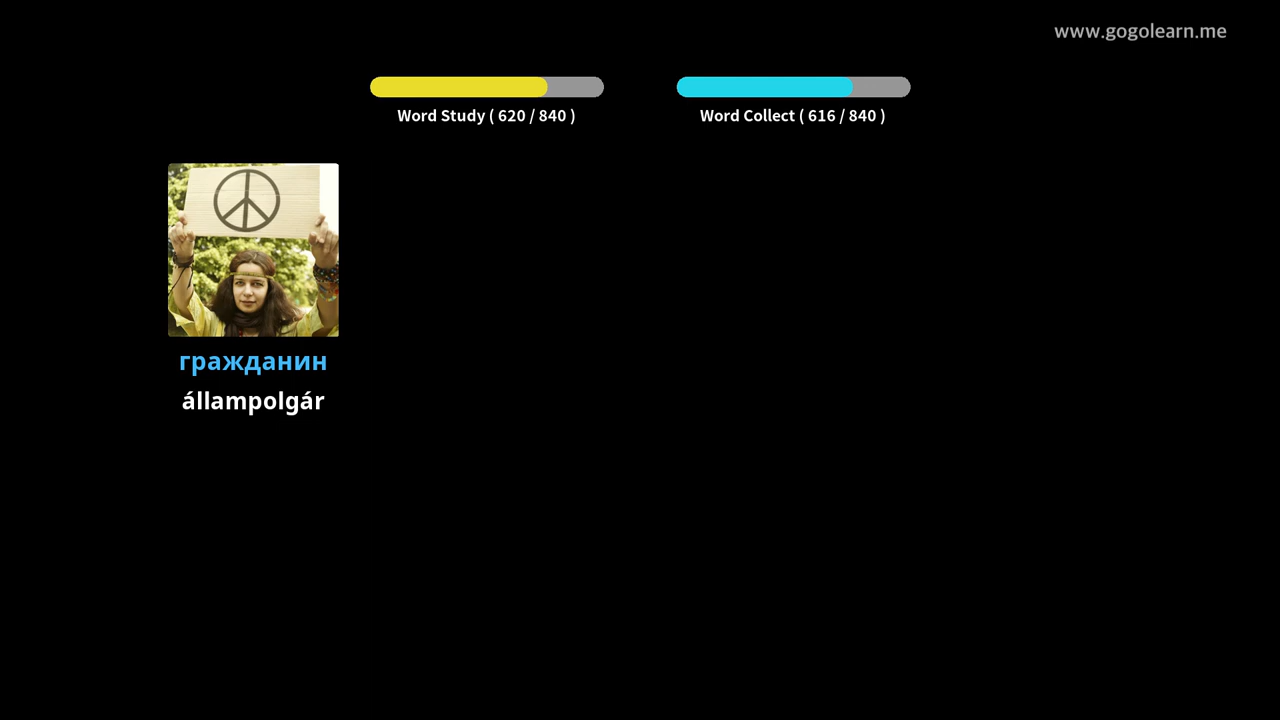 www.gogolearn.me
Word Study ( 620 / 840 )
Word Collect ( 616 / 840 )
гражданин
állampolgár